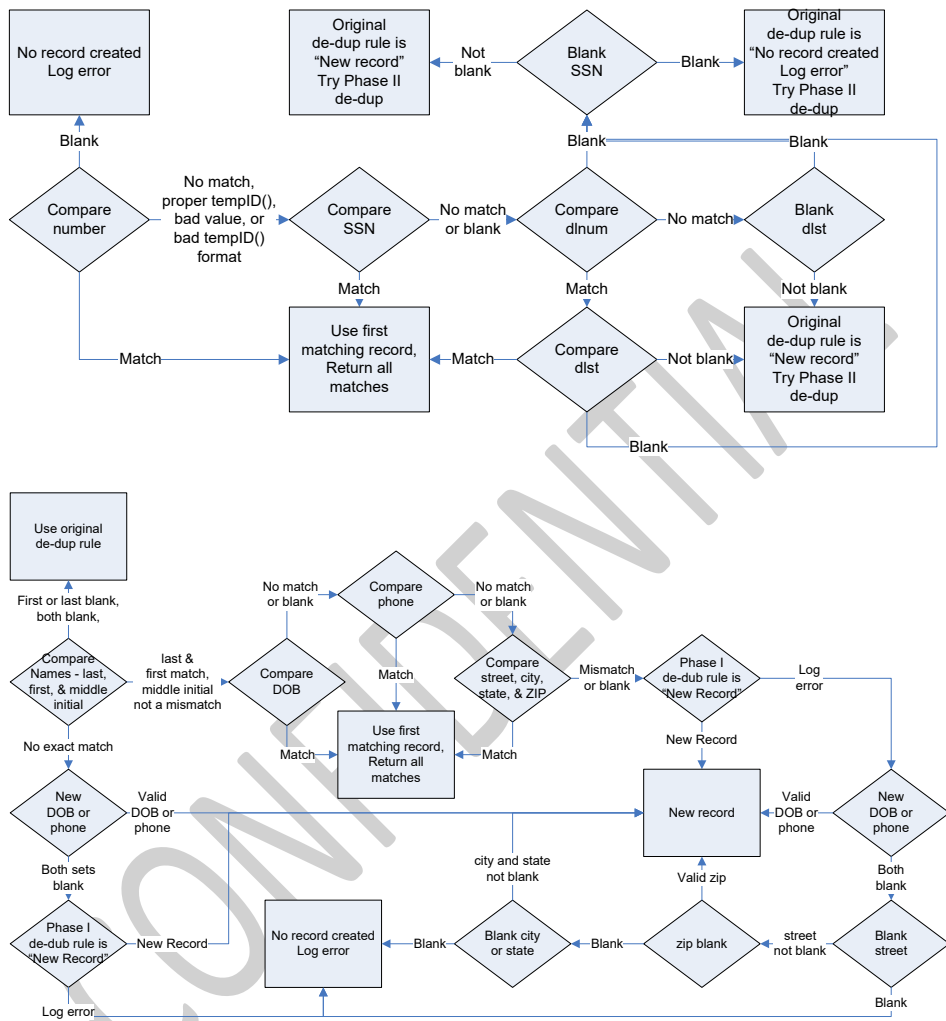 No record created
Log error
Original
de-dup rule is
“New record”
Try Phase II
de-dup
Not
blank
Blank
SSN
Blank
Original
de-dup rule is
“No record created
Log error”
Try Phase II
de-dup
Blank
Blank
Blank
Compare
number
No match,
proper tempID(),
bad value, or
bad tempID()
format
Compare
SSN
No match
or blank
Compare
dlnum
No match
Blank
dlst
Match
Match
Not blank
Match
Use first
matching record,
Return all
matches
Match
Compare
dlst
Not blank
Original
de-dup rule is
“New record”
Try Phase II
de-dup
Blank
Use original
de-dup rule
First or last blank,
both blank,
No match
or blank
Compare
phone
No match
or blank
Compare
Names - last,
first, & middle
initial
last &
first match,
middle initial
not a mismatch
Compare
DOB
Match
Compare
street, city,
state, & ZIP
Mismatch
or blank
Phase I
de-dub rule is
“New Record”
Log
error
No exact match
Match
Use first
matching record,
Return all
matches
Match
New Record
New
DOB or
phone
Valid
DOB or
phone
New record
Valid
DOB or
phone
New
DOB or
phone
Both sets
blank
city and state
not blank
Valid zip
Both
blank
Phase I
de-dub rule is
“New Record”
New Record
No record created
Log error
Blank
Blank city
or state
Blank
zip blank
street
not blank
Blank
street
Log error
Blank
CONFIDENTIAL